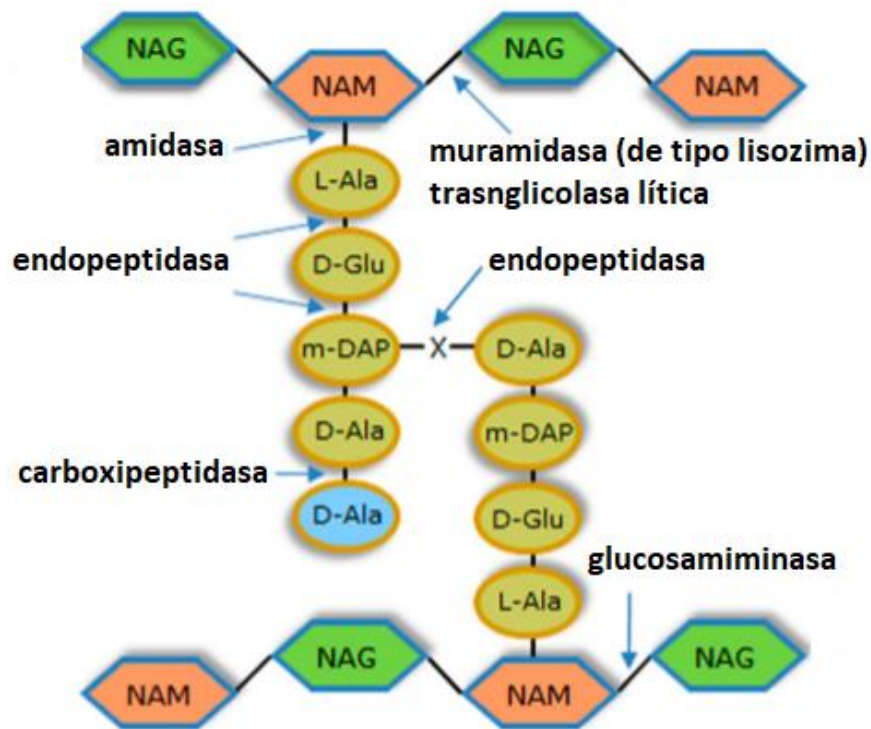 NAG
NAM
NAG
NAM
amidasa
muramidasa (de tipo lisozima)
trasnglicolasa lítica
L-Ala
endopeptidasa
D-Glu
endopeptidasa
m-DAP
X
D-Ala
D-Ala
m-DAP
carboxipeptidasa
D-Ala
D-Glu
glucosamiminasa
L-Ala
NAM
NAG
NAM
NAG